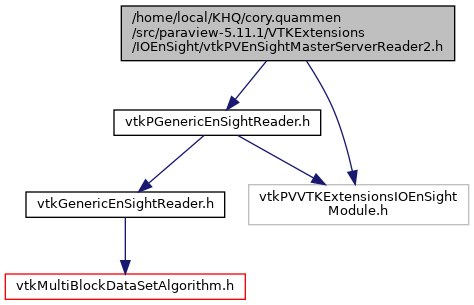 /home/local/KHQ/cory.quammen
/src/paraview-5.11.1/VTKExtensions
/IOEnSight/vtkPVEnSightMasterServerReader2.h
vtkPGenericEnSightReader.h
vtkGenericEnSightReader.h
vtkPVVTKExtensionsIOEnSight
Module.h
vtkMultiBlockDataSetAlgorithm.h